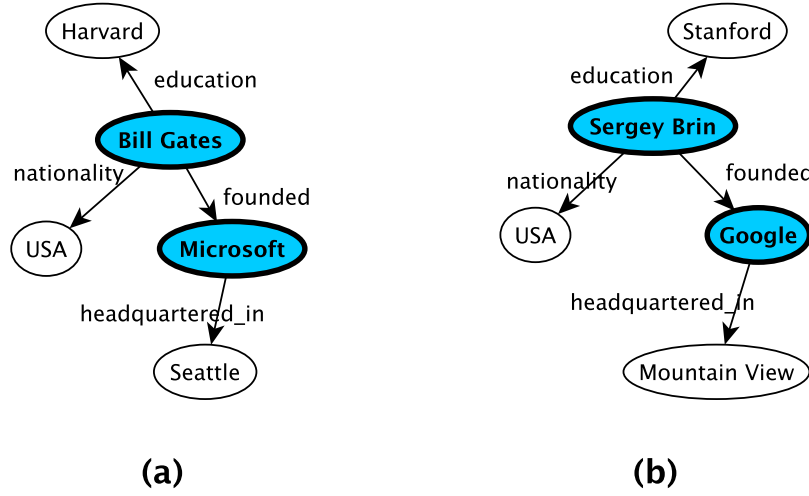 Harvard
education
Bill Gates
nationality
founded
USA
Microsoft
headquartered_in
Seattle
(a)
Stanford
education
Sergey Brin
nationality
founded
USA
Google
headquartered_in
Mountain View
(b)